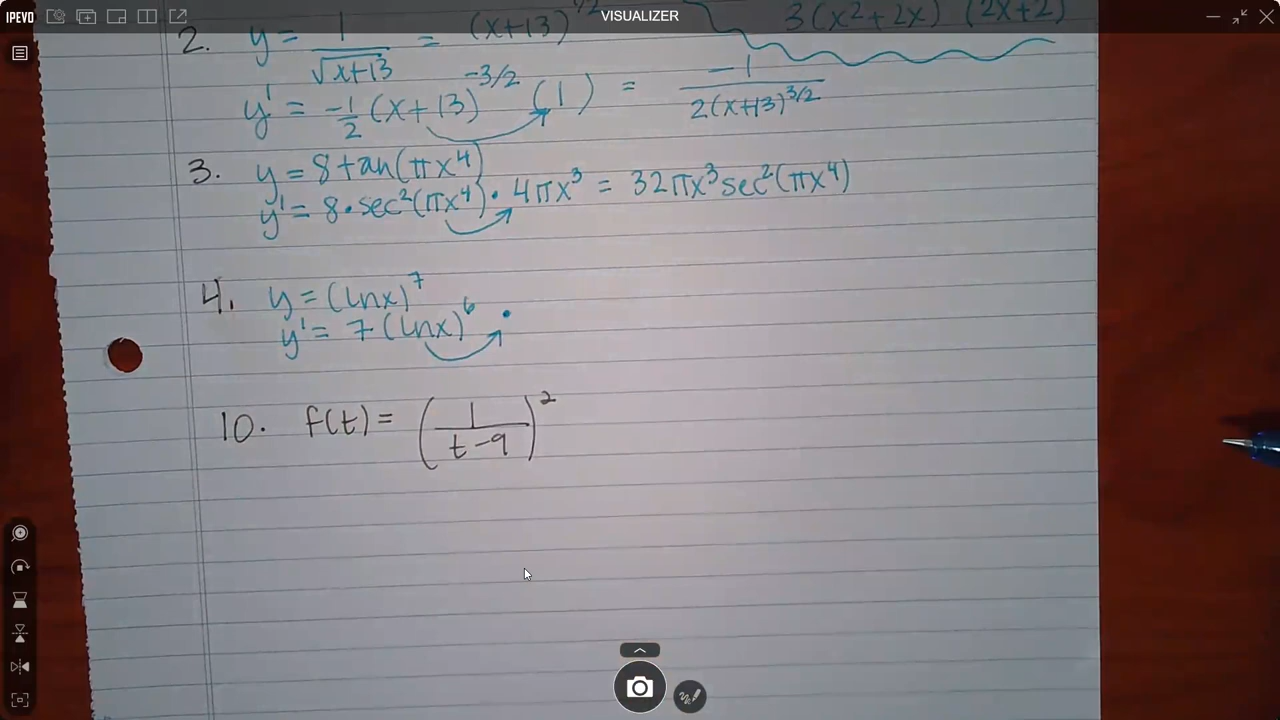 IPEVO
VISUALIZER
3(x²+2x) (2x+2)
2. y = 1/√(x+13) = (x+13)
y' = -1/2 (x+13)^(-3/2) (1) = -1/(2(x+13)^(3/2))
3. y = 8tan(πx⁴)
y' = 8·sec²(πx⁴)·4πx³ = 32πx³sec²(πx⁴)
4. y = (lnx)⁷
y' = 7(lnx)⁶ ·
10. f(t) = (1/(t-9))²